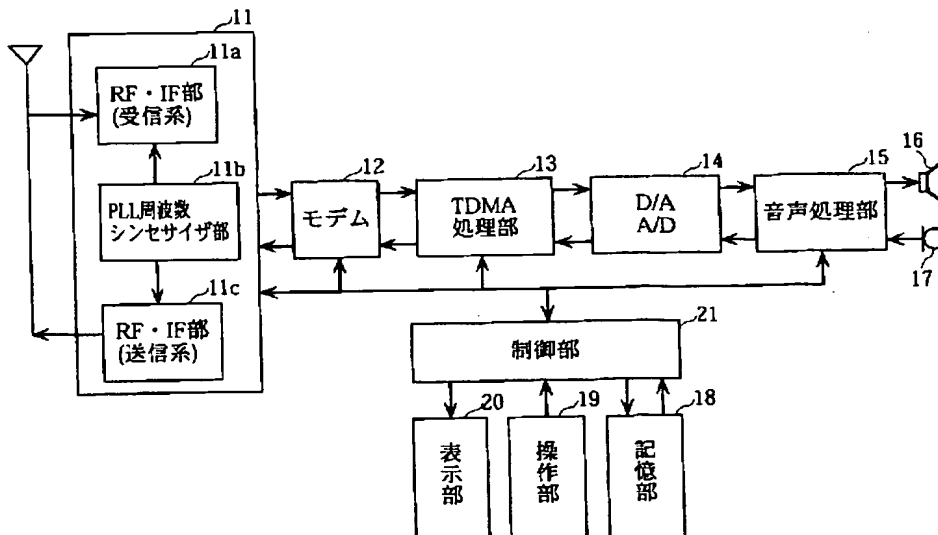 11
11a
RF・IF部
(受信系)
11b
PLL周波数
シンセサイザ部
11c
RF・IF部
(送信系)
12
モデム
13
TDMA
処理部
14
D/A
A/D
15
音声処理部
16
17
21
制御部
20
表示部
19
操作部
18
記憶部